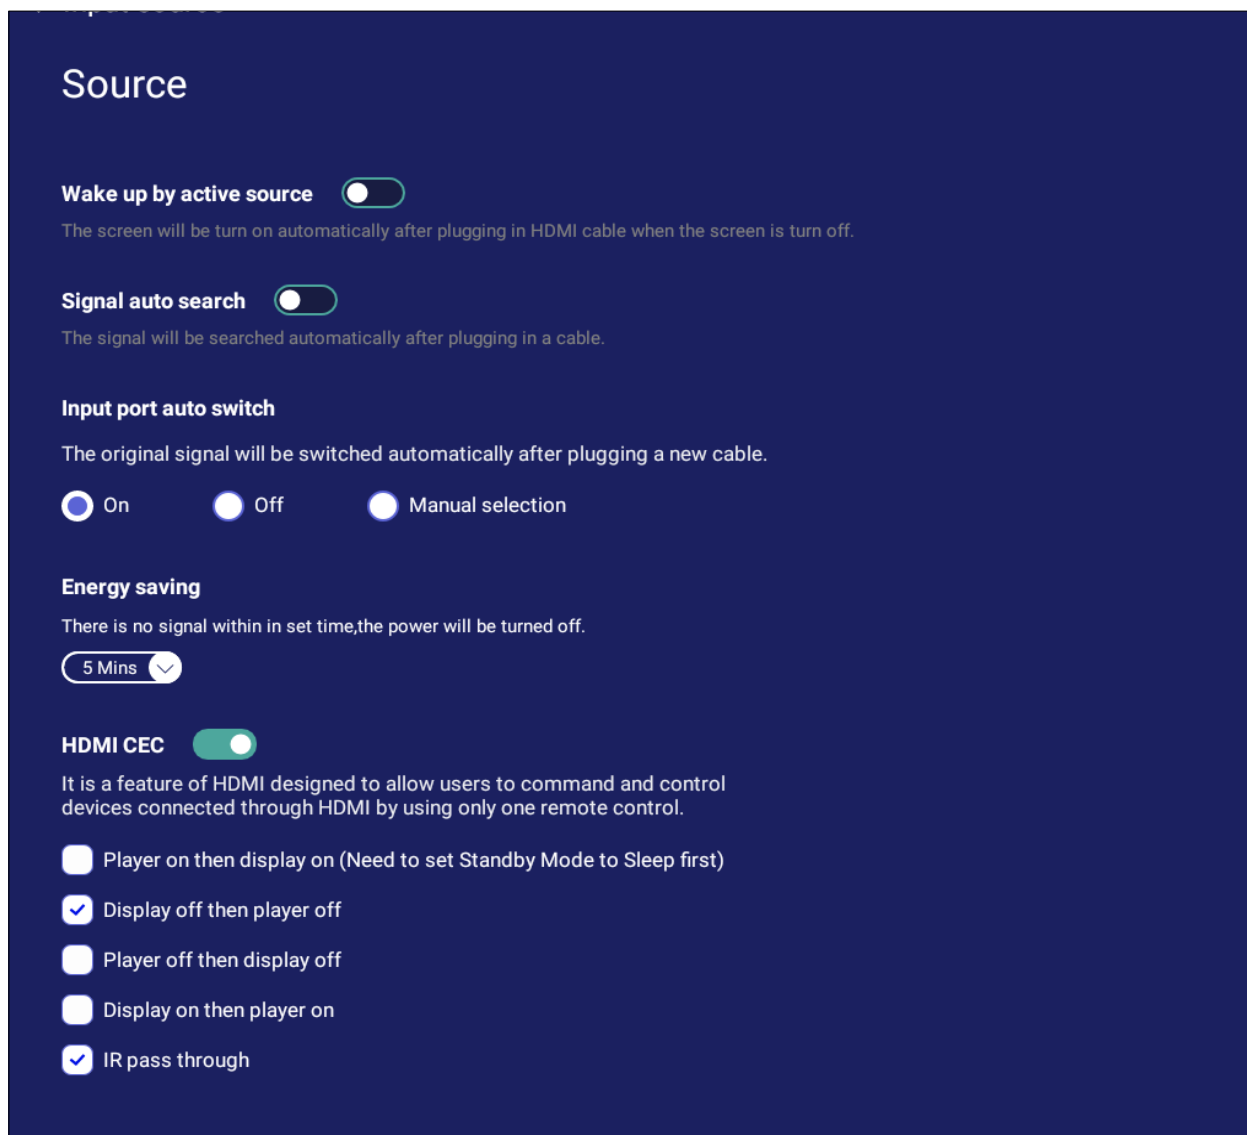 Source
Wake up by active source
The screen will be turn on automatically after plugging in HDMI cable when the screen is turn off.
Signal auto search
The signal will be searched automatically after plugging in a cable.
Input port auto switch
The original signal will be switched automatically after plugging a new cable.
On Off Manual selection
Energy saving
There is no signal within in set time,the power will be turned off.
5 Mins
HDMI CEC
It is a feature of HDMI designed to allow users to command and control
devices connected through HDMI by using only one remote control.
Player on then display on (Need to set Standby Mode to Sleep first)
Display off then player off
Player off then display off
Display on then player on
IR pass through